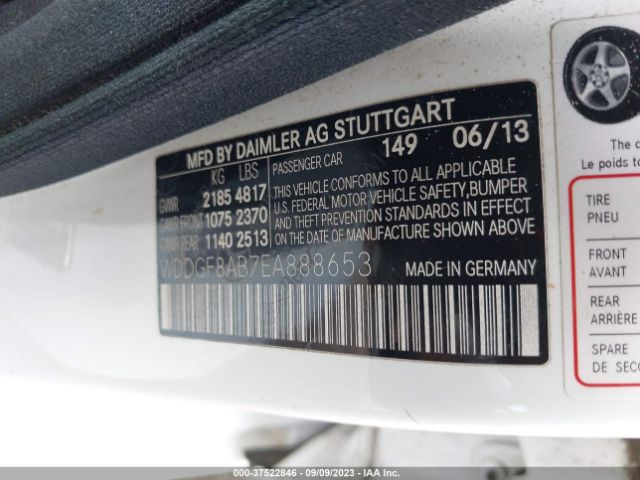 MFD BY DAIMLER AG STUTTGART
KG LBS PASSENGER CAR 149 06/13
GVWR 2185 4817
GAWR FRONT 1075 2370
GAWR REAR 1140 2513
THIS VEHICLE CONFORMS TO ALL APPLICABLE
U.S. FEDERAL MOTOR VEHICLE SAFETY,BUMPER
AND THEFT PREVENTION STANDARDS IN EFFECT
ON THE DATE OF MANUFACTURE SHOWN ABOVE
WDDGF8AB7EA888653 MADE IN GERMANY
The
Le poids
TIRE
PNEU
FRONT
AVANT
REAR
ARRIÈRE
SPARE
DE
000-37522846 - 09/09/2023 - IAA Inc.